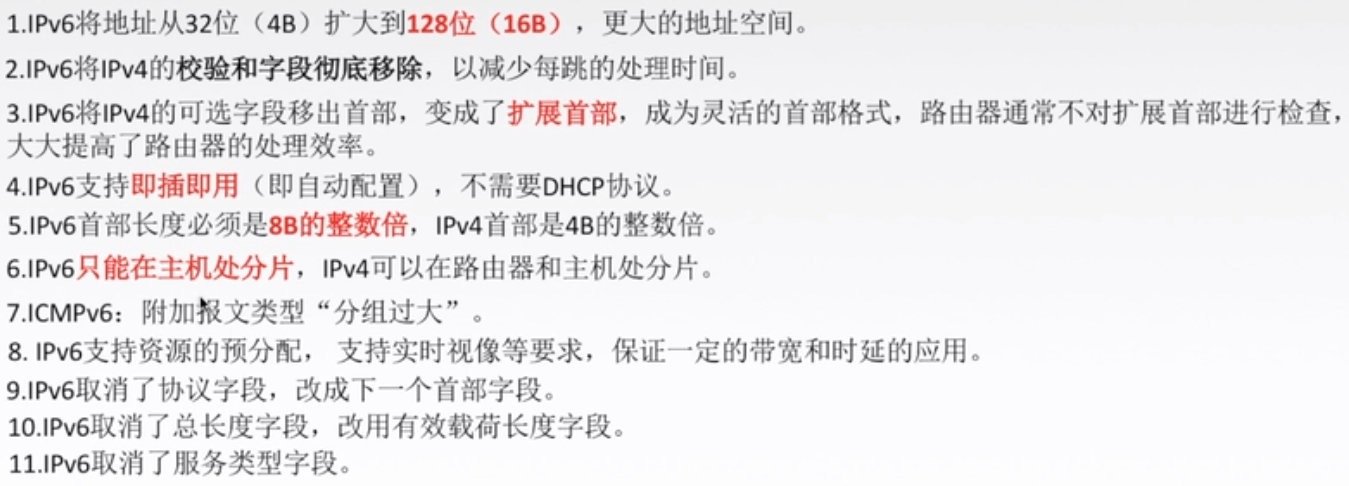 1.IPv6将地址从32位（4B）扩大到128位（16B），更大的地址空间。
2.IPv6将IPv4的校验和字段彻底移除，以减少每跳的处理时间。
3.IPv6将IPv4的可选字段移出首部，变成了扩展首部，成为灵活的首部格式，路由器通常不对扩展首部进行检查，
大大提高了路由器的处理效率。
4.IPv6支持即插即用（即自动配置），不需要DHCP协议。
5.IPv6首部长度必须是8B的整数倍，IPv4首部是4B的整数倍。
6.IPv6只能在主机处分片，IPv4可以在路由器和主机处分片。
7.ICMPv6：附加报文类型“分组过大”。
8. IPv6支持资源的预分配， 支持实时视像等要求，保证一定的带宽和时延的应用。
9.IPv6取消了协议字段，改成下一个首部字段。
10.IPv6取消了总长度字段，改用有效载荷长度字段。
11.IPv6取消了服务类型字段。